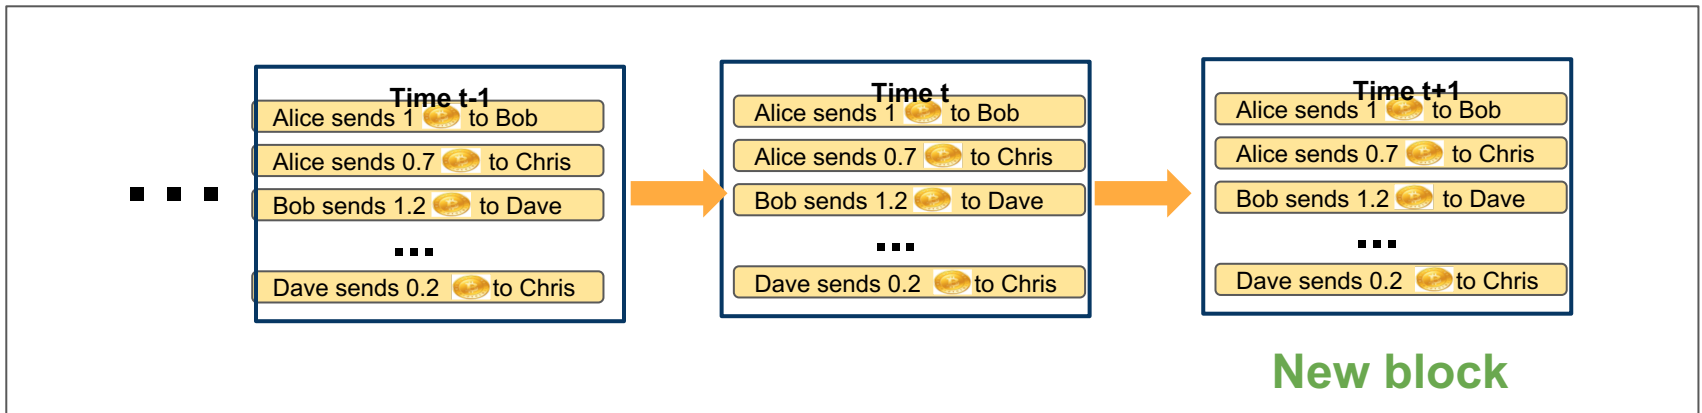 Time t-1
Alice sends 1 to Bob
Alice sends 0.7 to Chris
Bob sends 1.2 to Dave
...
Dave sends 0.2 to Chris
Time t
Alice sends 1 to Bob
Alice sends 0.7 to Chris
Bob sends 1.2 to Dave
...
Dave sends 0.2 to Chris
Time t+1
Alice sends 1 to Bob
Alice sends 0.7 to Chris
Bob sends 1.2 to Dave
...
Dave sends 0.2 to Chris
New block